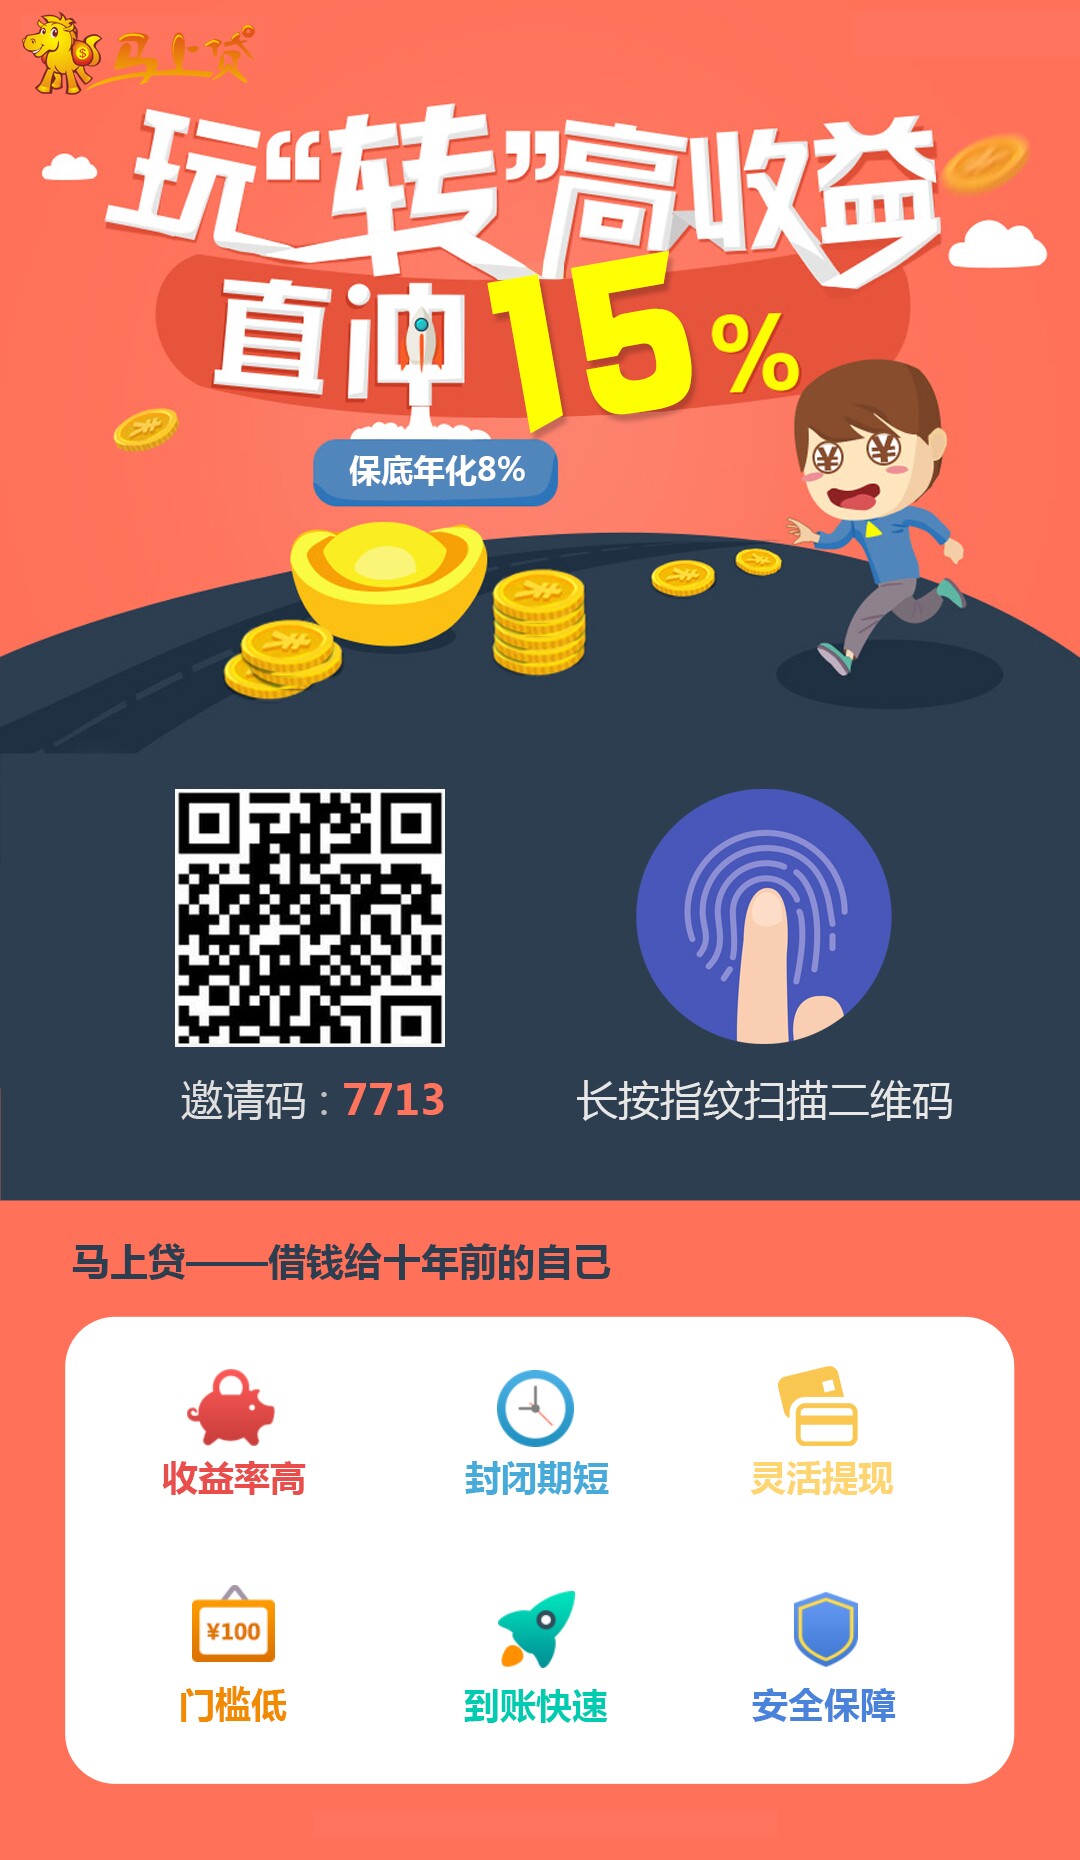 马上贷
玩“转”高收益
直冲15%
保底年化8%
邀请码：7713
长按指纹扫描二维码
马上贷——借钱给十年前的自己
收益率高
封闭期短
灵活提现
¥100
门槛低
到账快速
安全保障